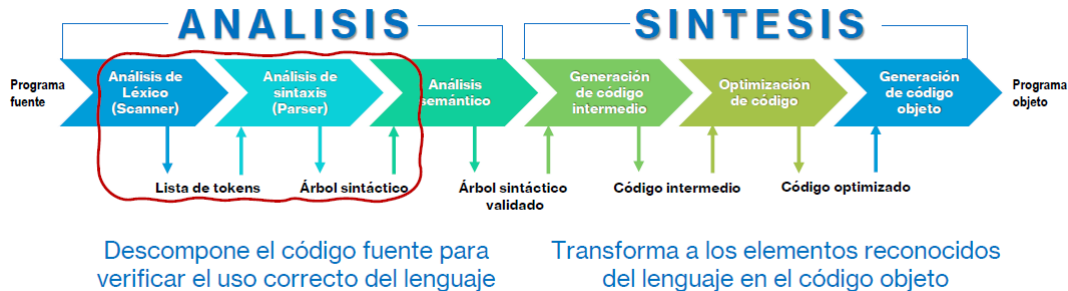 ANALISIS
SINTESIS
Programa
fuente
Análisis de
Léxico
(Scanner)
Análisis de
sintaxis
(Parser)
Análisis
semántico
Generación
de código
intermedio
Optimización
de código
Generación
de código
objeto
Programa
objeto
Lista de tokens
Árbol sintáctico
Árbol sintáctico
validado
Código intermedio
Código optimizado
Descompone el código fuente para
verificar el uso correcto del lenguaje
Transforma a los elementos reconocidos
del lenguaje en el código objeto